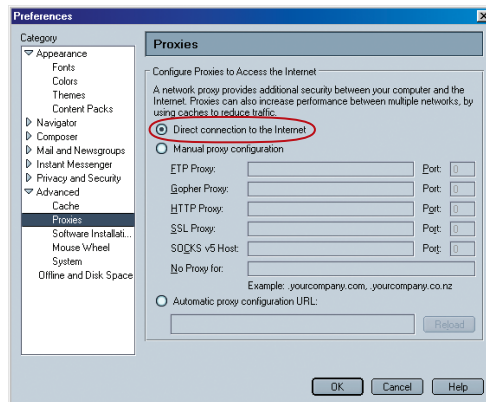 Preferences
Category
Appearance
Fonts
Colors
Themes
Content Packs
Navigator
Composer
Mail and Newsgroups
Instant Messenger
Privacy and Security
Advanced
Cache
Proxies
Software Installati...
Mouse Wheel
System
Offline and Disk Space
Proxies
Configure Proxies to Access the Internet
A network proxy provides additional security between your computer and the
Internet. Proxies can also increase performance between multiple networks, by
using caches to reduce traffic.
Direct connection to the Internet
Manual proxy configuration
FTP Proxy: Port: 0
Gopher Proxy: Port: 0
HTTP Proxy: Port: 0
SSL Proxy: Port: 0
SOCKS v5 Host: Port: 0
No Proxy for:
Example: .yourcompany.com, .yourcompany.co.nz
Automatic proxy configuration URL:
Reload
OK Cancel Help